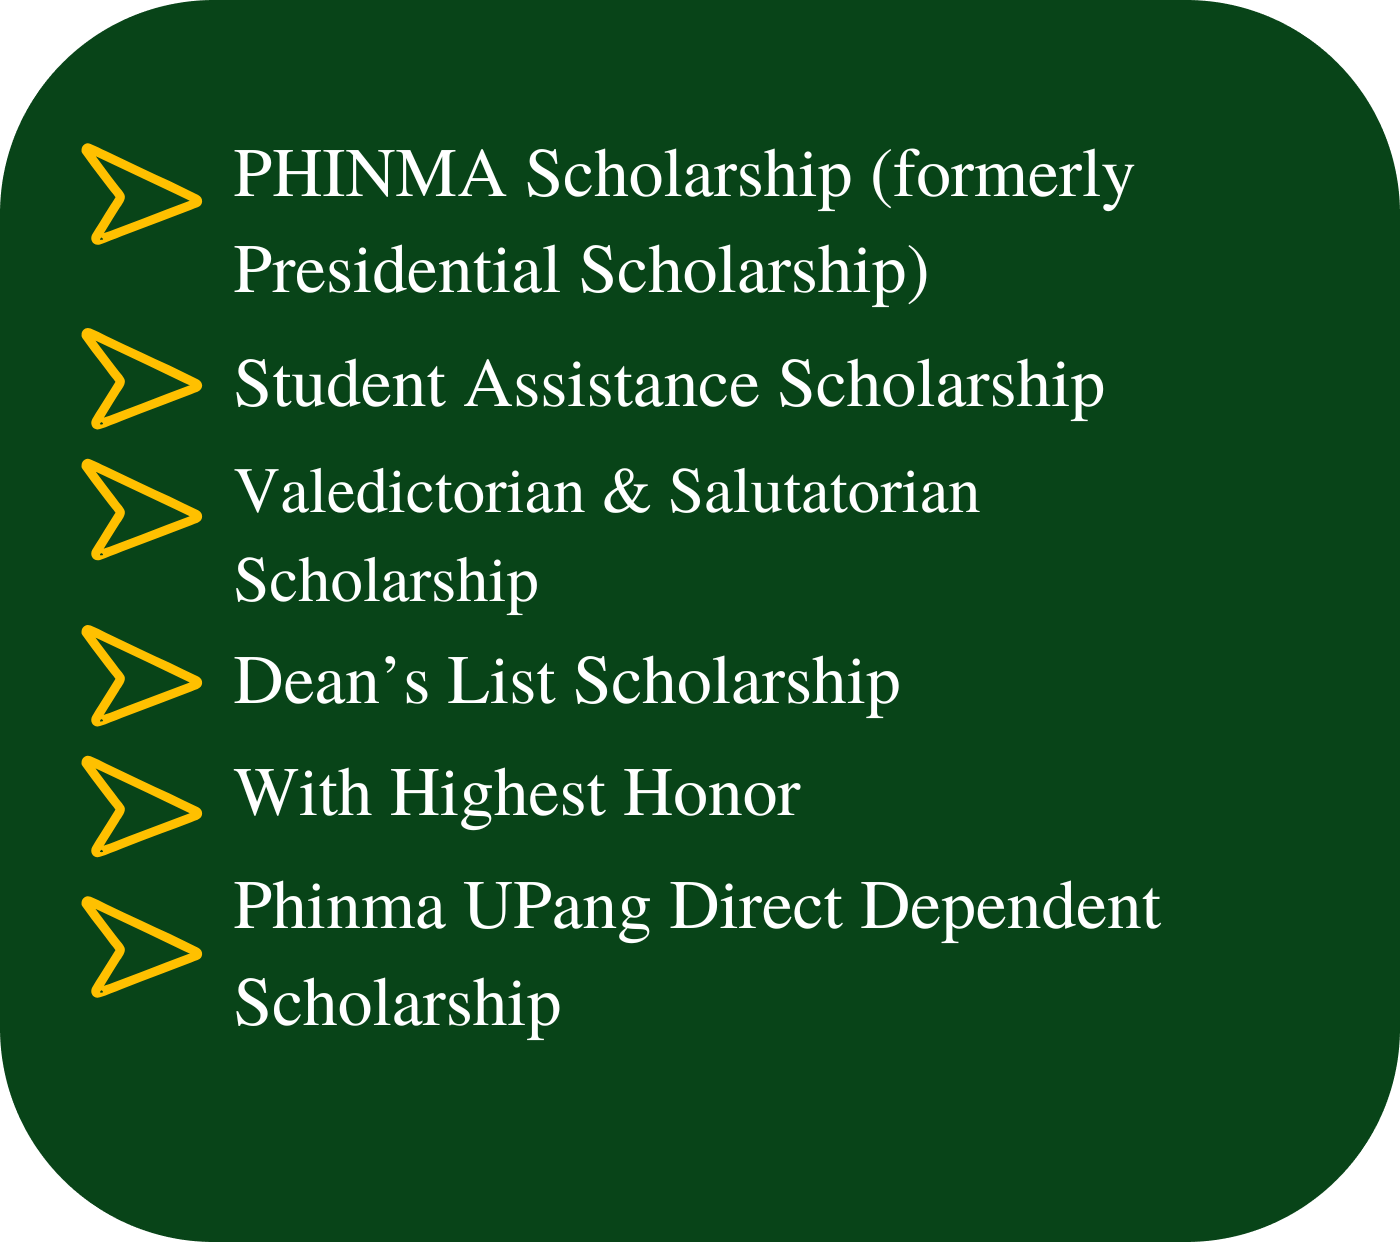 PHINMA Scholarship (formerly
Presidential Scholarship)
Student Assistance Scholarship
Valedictorian & Salutatorian
Scholarship
Dean’s List Scholarship
With Highest Honor
Phinma UPang Direct Dependent
Scholarship